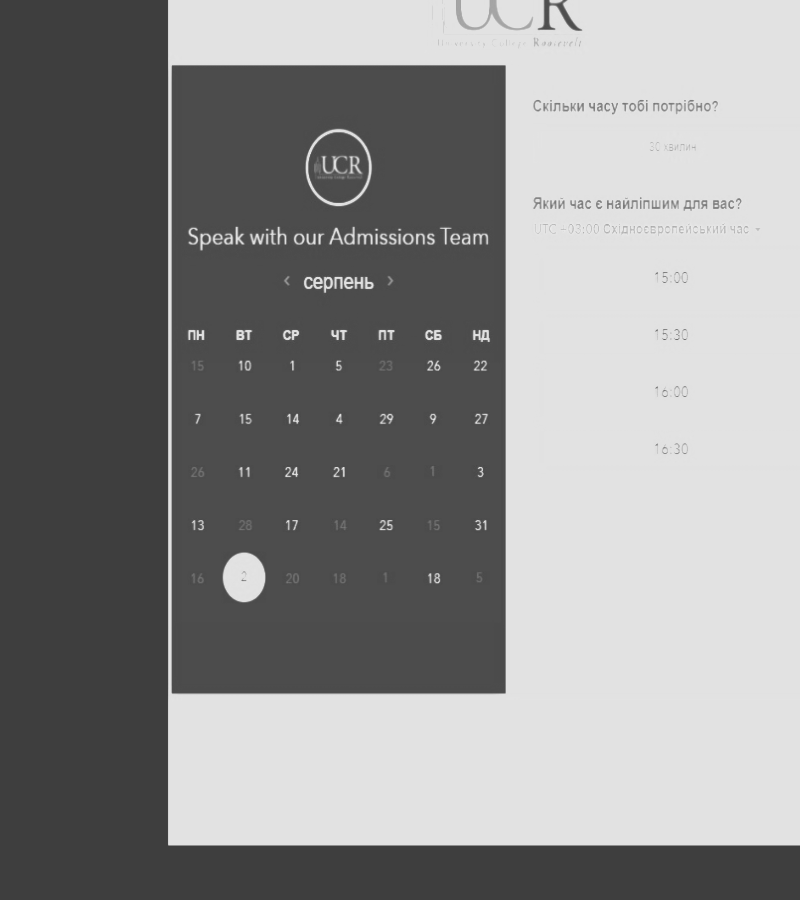 UCR
University College Roosevelt
UCR
Speak with our Admissions Team
‹ серпень ›
ПН ВТ СР ЧТ ПТ СБ НД
15 10 1 5 23 26 22
7 15 14 4 29 9 27
26 11 24 21 6 1 3
13 28 17 14 25 15 31
16 2 20 18 1 18 5
Скільки часу тобі потрібно?
30 хвилин
Який час є найліпшим для вас?
UTC +03:00 Східноєвропейський час
15:00
15:30
16:00
16:30